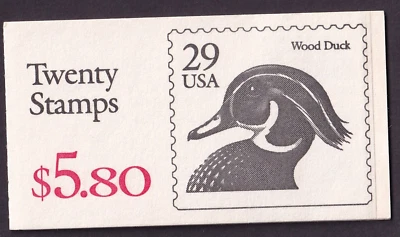 Twenty
Stamps
$5.80
Wood Duck
29
USA